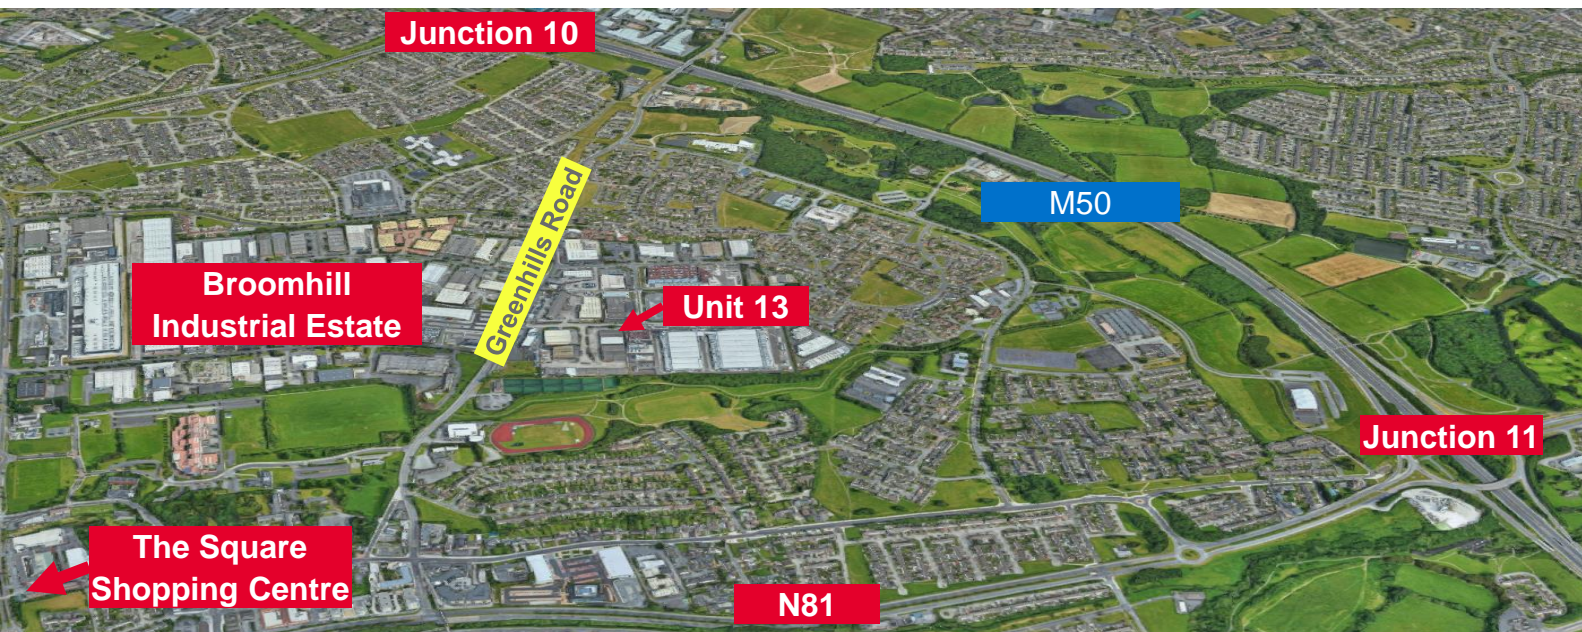 Junction 10
Greenhills Road
M50
Broomhill
Industrial Estate
Unit 13
Junction 11
The Square
Shopping Centre
N81